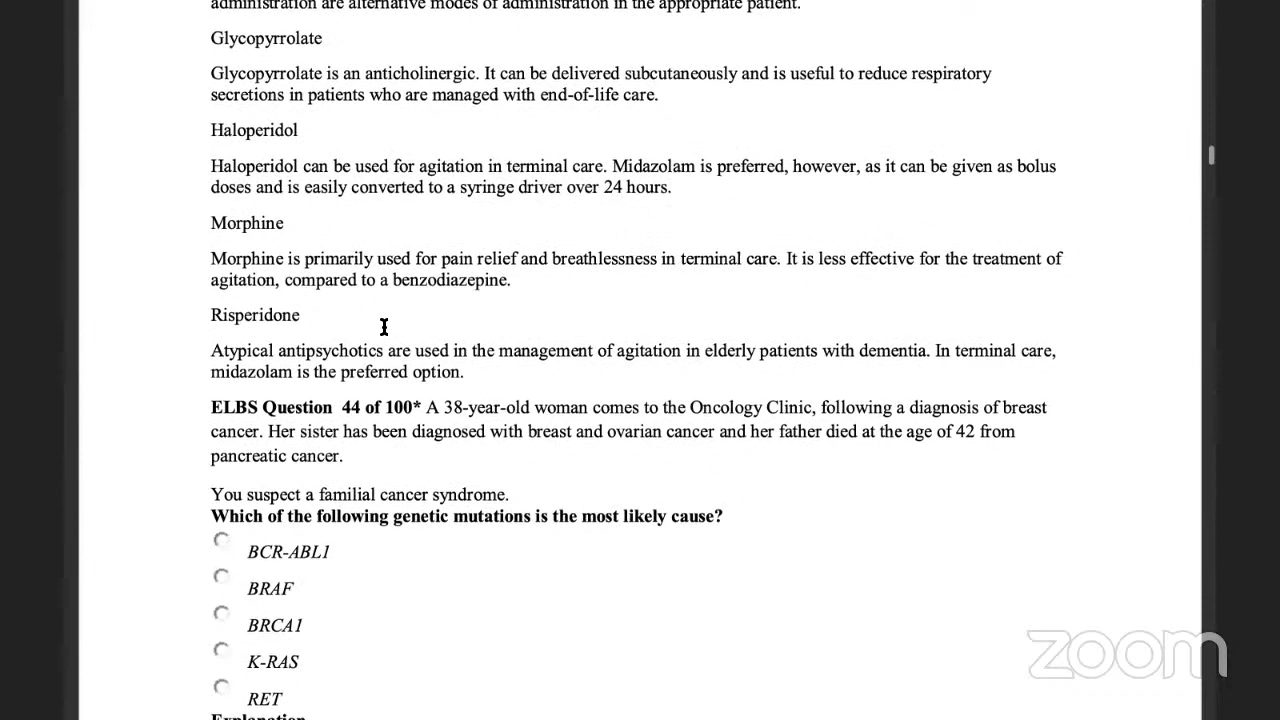 administration are alternative modes of administration in the appropriate patient.
Glycopyrrolate
Glycopyrrolate is an anticholinergic. It can be delivered subcutaneously and is useful to reduce respiratory
secretions in patients who are managed with end-of-life care.
Haloperidol
Haloperidol can be used for agitation in terminal care. Midazolam is preferred, however, as it can be given as bolus
doses and is easily converted to a syringe driver over 24 hours.
Morphine
Morphine is primarily used for pain relief and breathlessness in terminal care. It is less effective for the treatment of
agitation, compared to a benzodiazepine.
Risperidone
Atypical antipsychotics are used in the management of agitation in elderly patients with dementia. In terminal care,
midazolam is the preferred option.
ELBS Question 44 of 100* A 38-year-old woman comes to the Oncology Clinic, following a diagnosis of breast
cancer. Her sister has been diagnosed with breast and ovarian cancer and her father died at the age of 42 from
pancreatic cancer.
You suspect a familial cancer syndrome.
Which of the following genetic mutations is the most likely cause?
BCR-ABL1
BRAF
BRCA1
K-RAS
RET
Explanation
zoom